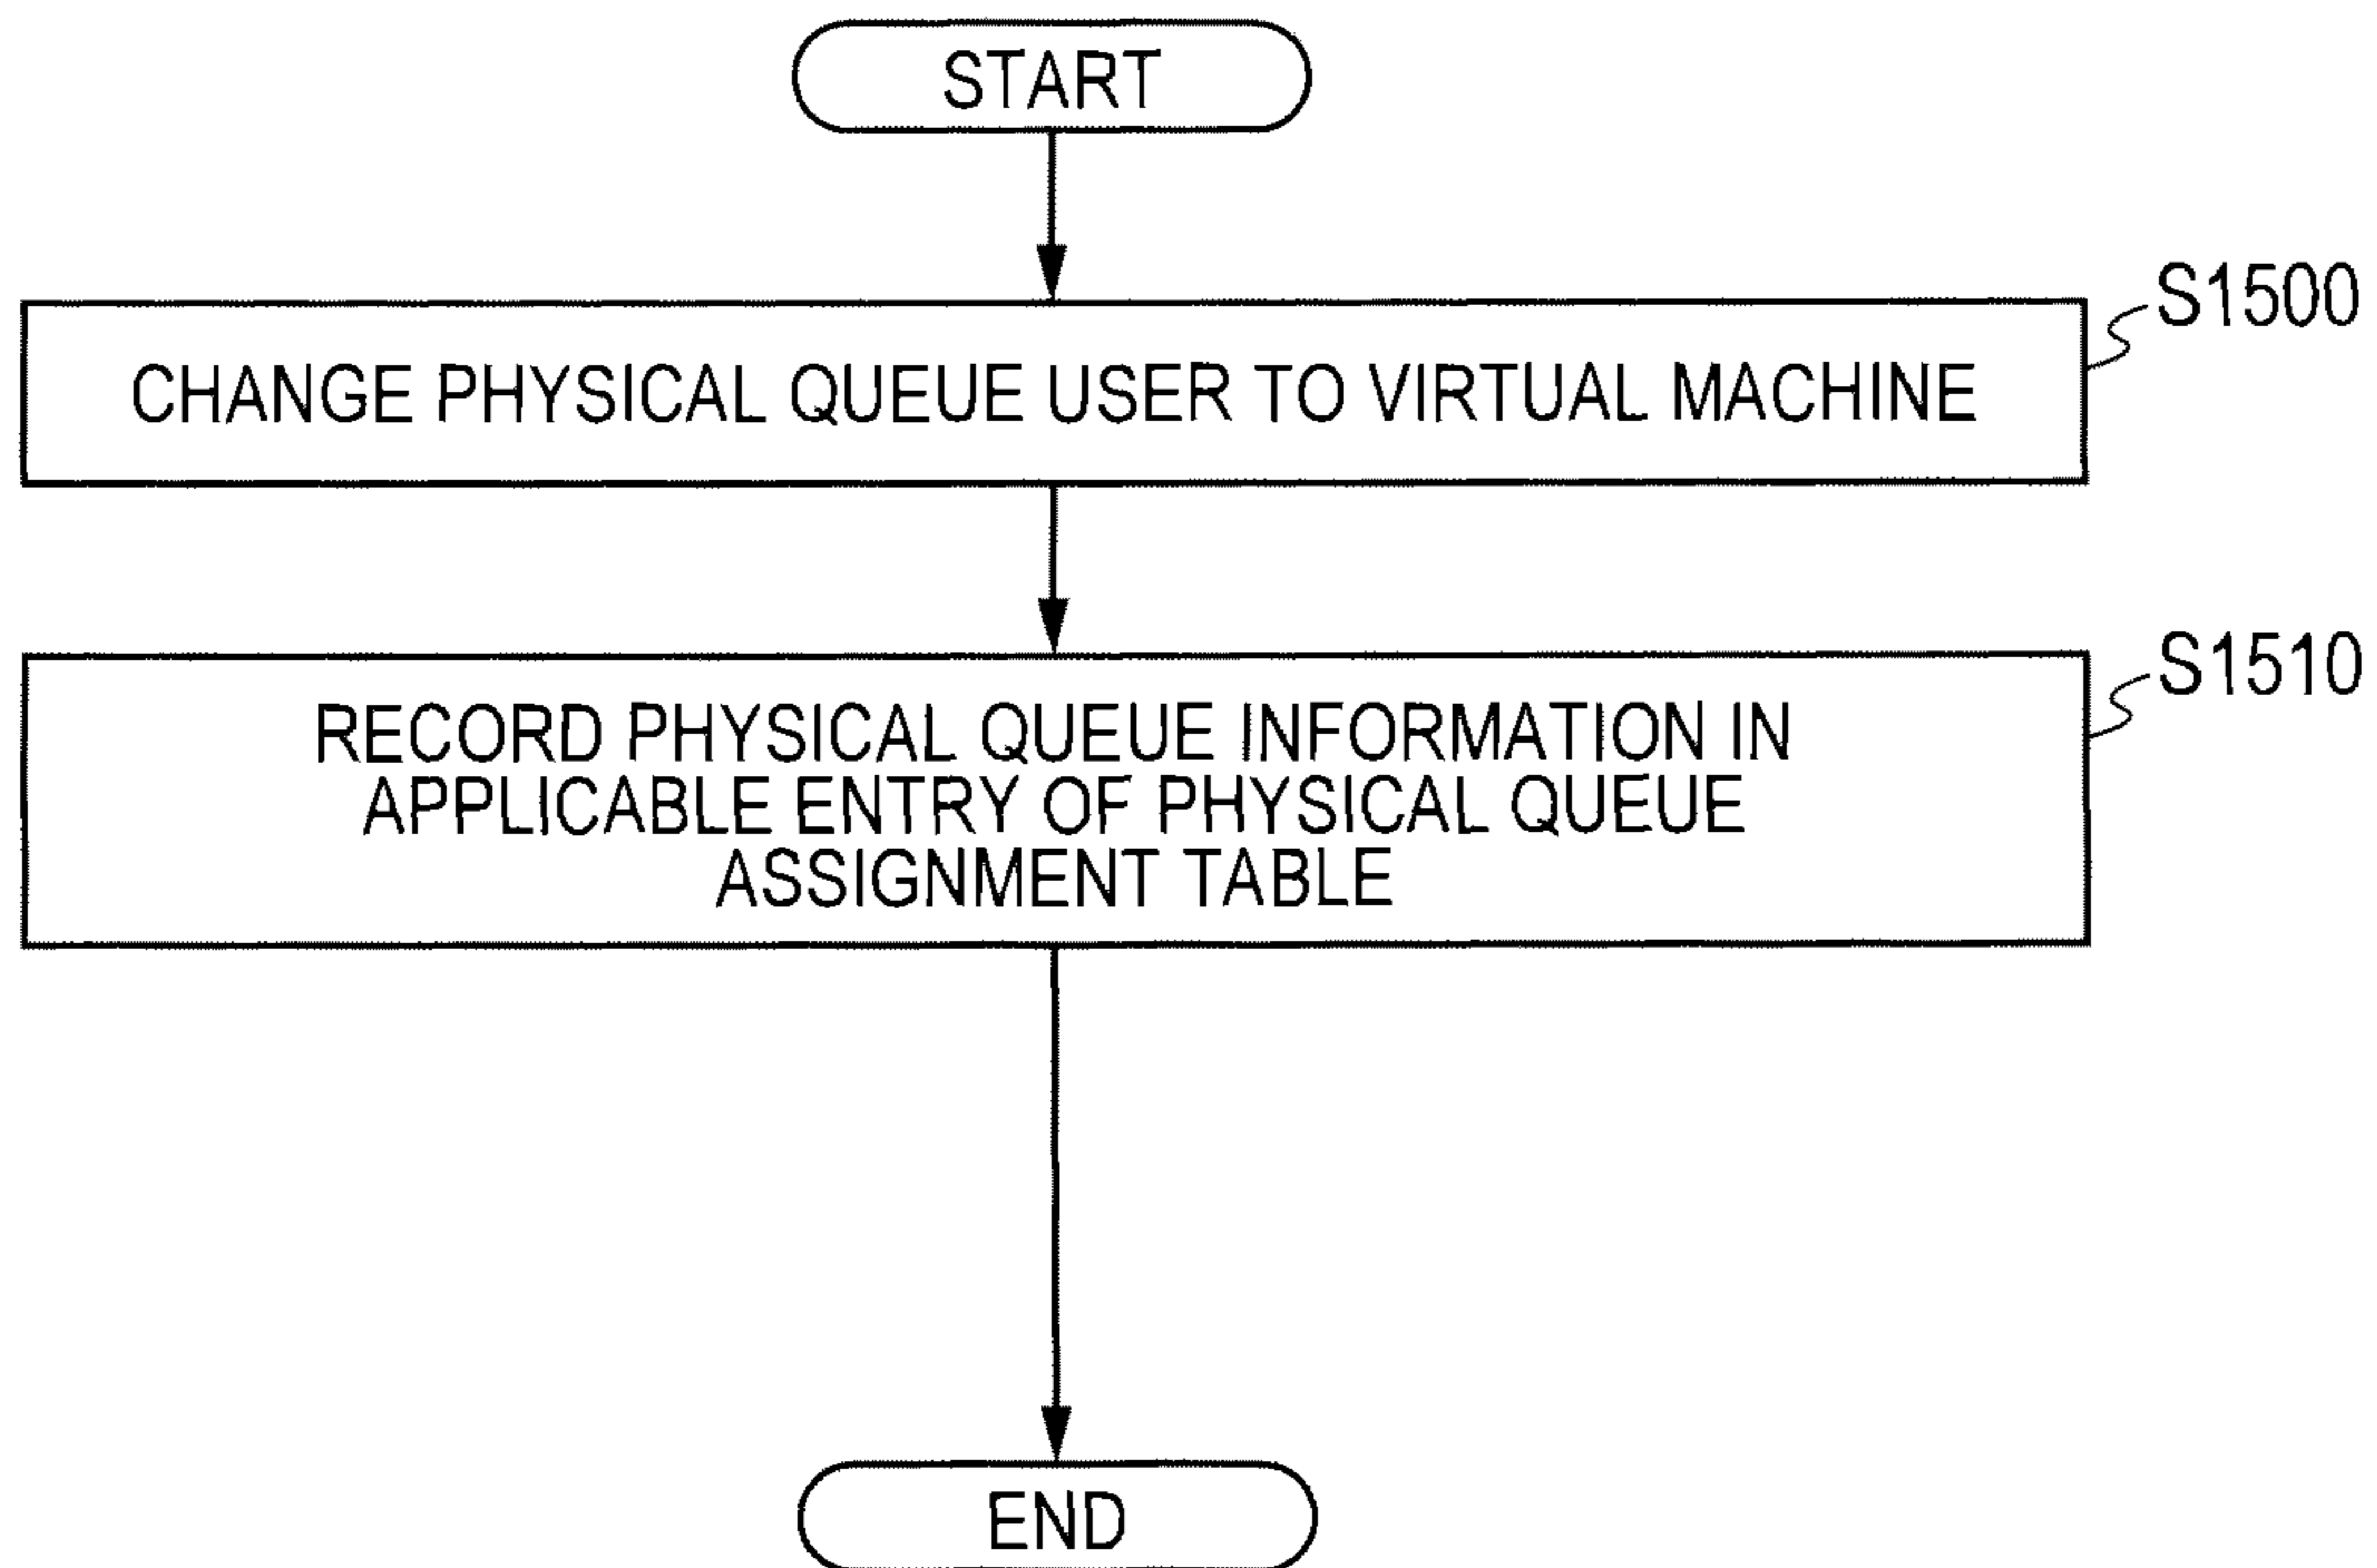 START
S1500
CHANGE PHYSICAL QUEUE USER TO VIRTUAL MACHINE
S1510
RECORD PHYSICAL QUEUE INFORMATION IN
APPLICABLE ENTRY OF PHYSICAL QUEUE
ASSIGNMENT TABLE
END